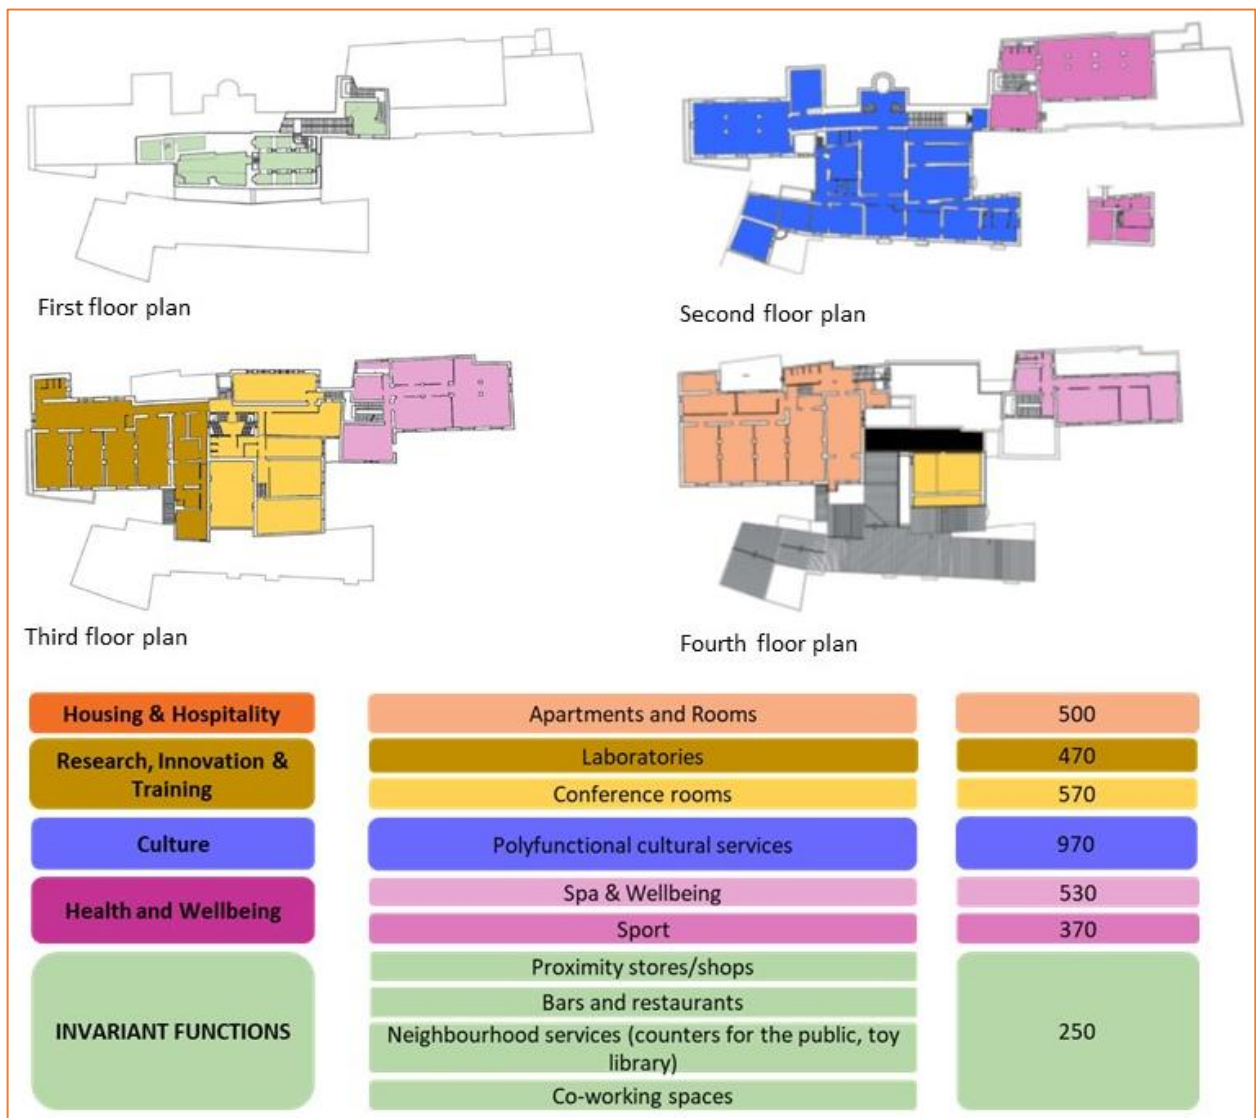 First floor plan
Second floor plan
Third floor plan
Fourth floor plan
Housing & Hospitality
Apartments and Rooms
500
Research, Innovation &
Training
Laboratories
470
Conference rooms
570
Culture
Polyfunctional cultural services
970
Health and Wellbeing
Spa & Wellbeing
530
Sport
370
INVARIANT FUNCTIONS
Proximity stores/shops
Bars and restaurants
Neighbourhood services (counters for the public, toy
library)
Co-working spaces
250